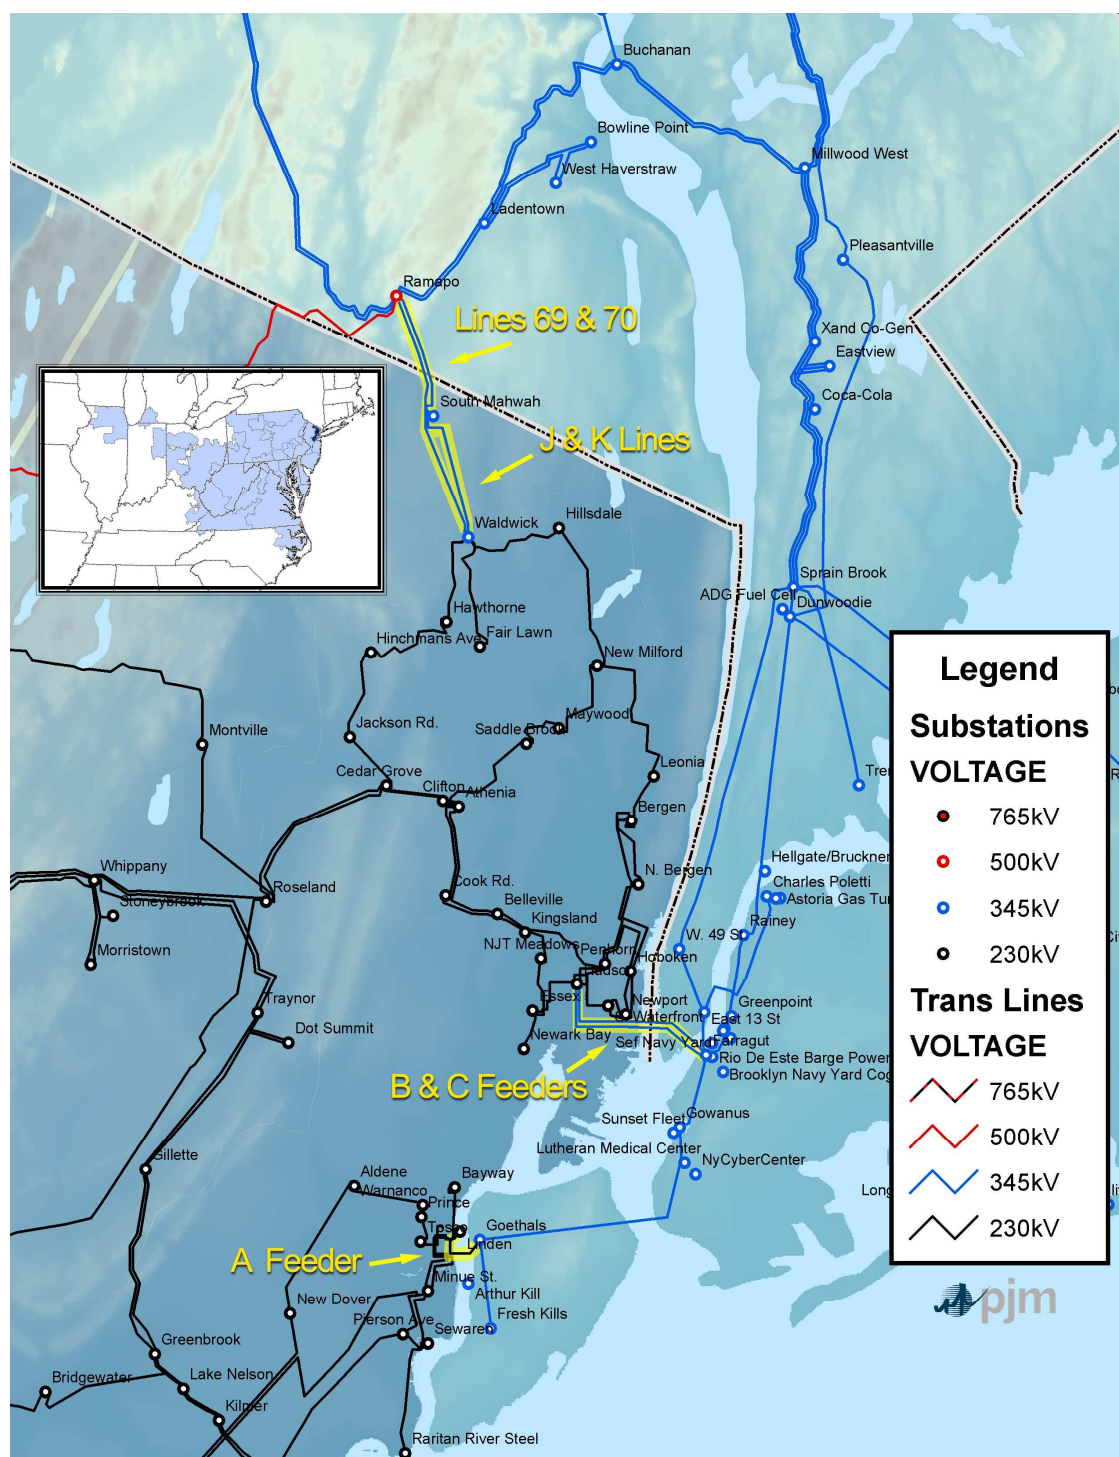 Buchanan
Bowline Point
Millwood West
West Haverstraw
Ladentown
Pleasantville
Ramapo
Lines 69 & 70
Xand Co-Gen
Eastview
South Mahwah
Coca-Cola
J & K Lines
Waldwick
Hillsdale
Sprain Brook
ADG Fuel Cell
Dunwoodie
Hawthorne
Hinchmans Ave
Fair Lawn
New Milford
Montville
Jackson Rd.
Saddle Brook
Maywood
Leonia
Cedar Grove
Clifton
Athenia
Bergen
Tren
Whippany
Roseland
Stoneybrook
Cook Rd.
Belleville
Kingsland
N. Bergen
Hellgate/Bruckner
Charles Poletti
Astoria Gas Tur
Rainey
W. 49 St
Morristown
NJT Meadows
Penhorn
Hoboken
Hudson
Essex
Newport
Waterfront
Greenpoint
East 13 St
Traynor
Dot Summit
Newark Bay
Sef Navy Yard
Farragut
Rio De Este Barge Power
Brooklyn Navy Yard Cog
B & C Feeders
Sunset Fleet
Gowanus
Lutheran Medical Center
NyCyberCenter
Gillette
Aldene
Warnanco
Bayway
Prince
Tosco
Goethals
Linden
A Feeder
Minue St.
Arthur Kill
New Dover
Pierson Ave
Sewaren
Fresh Kills
Greenbrook
Bridgewater
Lake Nelson
Kilmer
Raritan River Steel
Long
Legend
Substations
VOLTAGE
765kV
500kV
345kV
230kV
Trans Lines
VOLTAGE
765kV
500kV
345kV
230kV
pjm